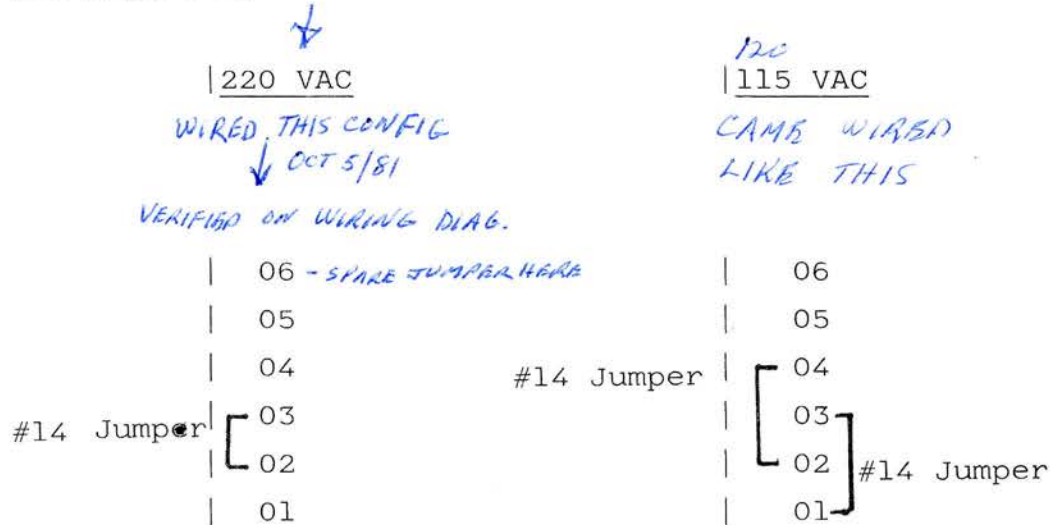 120
220 VAC 115 VAC
WIRED THIS CONFIG CAME WIRED
OCT 5/81 LIKE THIS
VERIFIED ON WIRING DIAG.
06 - SPARE JUMPER HERE 06
05 05
04 #14 Jumper 04
#14 Jumper 03 03
02 02 #14 Jumper
01 01